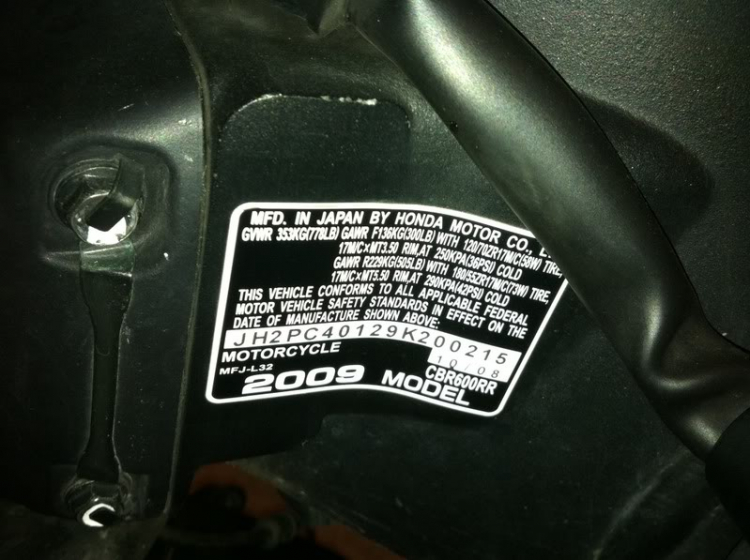 MFD. IN JAPAN BY HONDA MOTOR CO.,
GVWR 353KG(778LB) GAWR F136KG(300LB) WITH 120/70ZR17M/C(58W) TIRE,
17M/C×MT3.50 RIM,AT 250KPA(36PSI) COLD
GAWR R229KG(505LB) WITH 180/55ZR17M/C(73W) TIRE,
17M/C×MT5.50 RIM,AT 290KPA(42PSI) COLD
THIS VEHICLE CONFORMS TO ALL APPLICABLE FEDERAL
MOTOR VEHICLE SAFETY STANDARDS IN EFFECT ON THE
DATE OF MANUFACTURE SHOWN ABOVE.
JH2PC40129K200215
MOTORCYCLE 10/08
MFJ-L32 CBR600RR
2009 MODEL